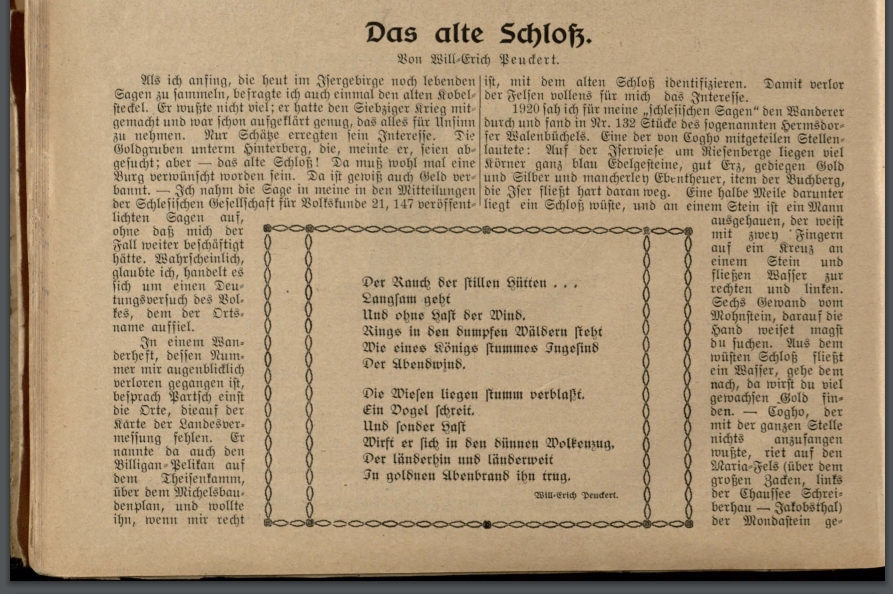 Das alte Schloß.
Von Will-Erich Peuckert.
Als ich anfing, die heut im Isergebirge noch lebenden
Sagen zu sammeln, befragte ich auch einmal den alten Kobel-
steckel. Er wußte nicht viel; er hatte den Siebziger Krieg mit-
gemacht und war schon aufgeklärt genug, das alles für Unsinn
zu nehmen. Nur Schätze erregten sein Interesse. Die
Goldgruben unterm Hinterberg, die, meinte er, seien ab-
gesucht; aber — das alte Schloß! Da muß wohl mal eine
Burg verwünscht worden sein. Da ist gewiß auch Geld ver-
bannt. — Ich nahm die Sage in meine in den Mitteilungen
der Schlesischen Gesellschaft für Volkskunde 21, 147 veröffent-
lichten Sagen auf,
ohne daß mich der
Fall weiter beschäftigt
hätte. Wahrscheinlich,
glaubte ich, handelt es
sich um einen Deu-
tungsversuch des Vol-
kes, dem der Orts-
name auffiel.
In einem Wan-
derheft, dessen Num-
mer mir augenblicklich
verloren gegangen ist,
besprach Partsch einst
die Orte, die auf der
Karte der Landesver-
messung fehlen. Er
nannte da auch den
Billigan-Pelikan auf
dem Theisenkamm,
über dem Michelsbau-
denplan, und wollte
ihn, wenn mir recht
ist, mit dem alten Schloß identifizieren. Damit verlor
der Felsen vollens für mich das Interesse.
1920 sah ich für meine „schlesischen Sagen“ den Wanderer
durch und fand in Nr. 132 Stücke des sogenannten Hermsdor-
fer Walenbüchels. Eine der von Cogho mitgeteilten Stellen-
lautete: Auf der Iserwiese am Riesenberge liegen viel
Körner ganz blau Edelgesteine, gut Erz, gediegen Gold
und Silber und mancherley Ebentheuer, item der Buchberg,
die Iser fließt hart daran weg. Eine halbe Meile darunter
liegt ein Schloß wüste, und an einem Stein ist ein Mann
ausgehauen, der weist
mit zwey Fingern
auf ein Kreuz an
einem Stein und
fließen Wasser zur
rechten und linken.
Sechs Gewand vom
Mohnstein, darauf die
Hand weiset magst
du suchen. Aus dem
wüsten Schloß fließt
ein Wasser, gehe dem
nach, da wirst du viel
gewachsen Gold fin-
den. — Cogho, der
mit der ganzen Stelle
nichts anzufangen
wußte, riet auf den
Maria-Fels (über dem
großen Zacken, links
der Chaussee Schrei-
berhau — Jakobsthal)
der Mondastein ge-
Der Rauch der stillen Hütten . . .
Langsam geht
Und ohne Hast der Wind.
Rings in den dumpfen Wäldern steht
Wie eines Königs stummes Ingesind
Der Abendwind.
Die Wiesen liegen stumm verblaßt.
Ein Vogel schreit.
Und sonder Hast
Wirft er sich in den dünnen Wolkenzug,
Der länderhin und länderweit
In goldnen Abenbrand ihn trug.
Will-Erich Peuckert.